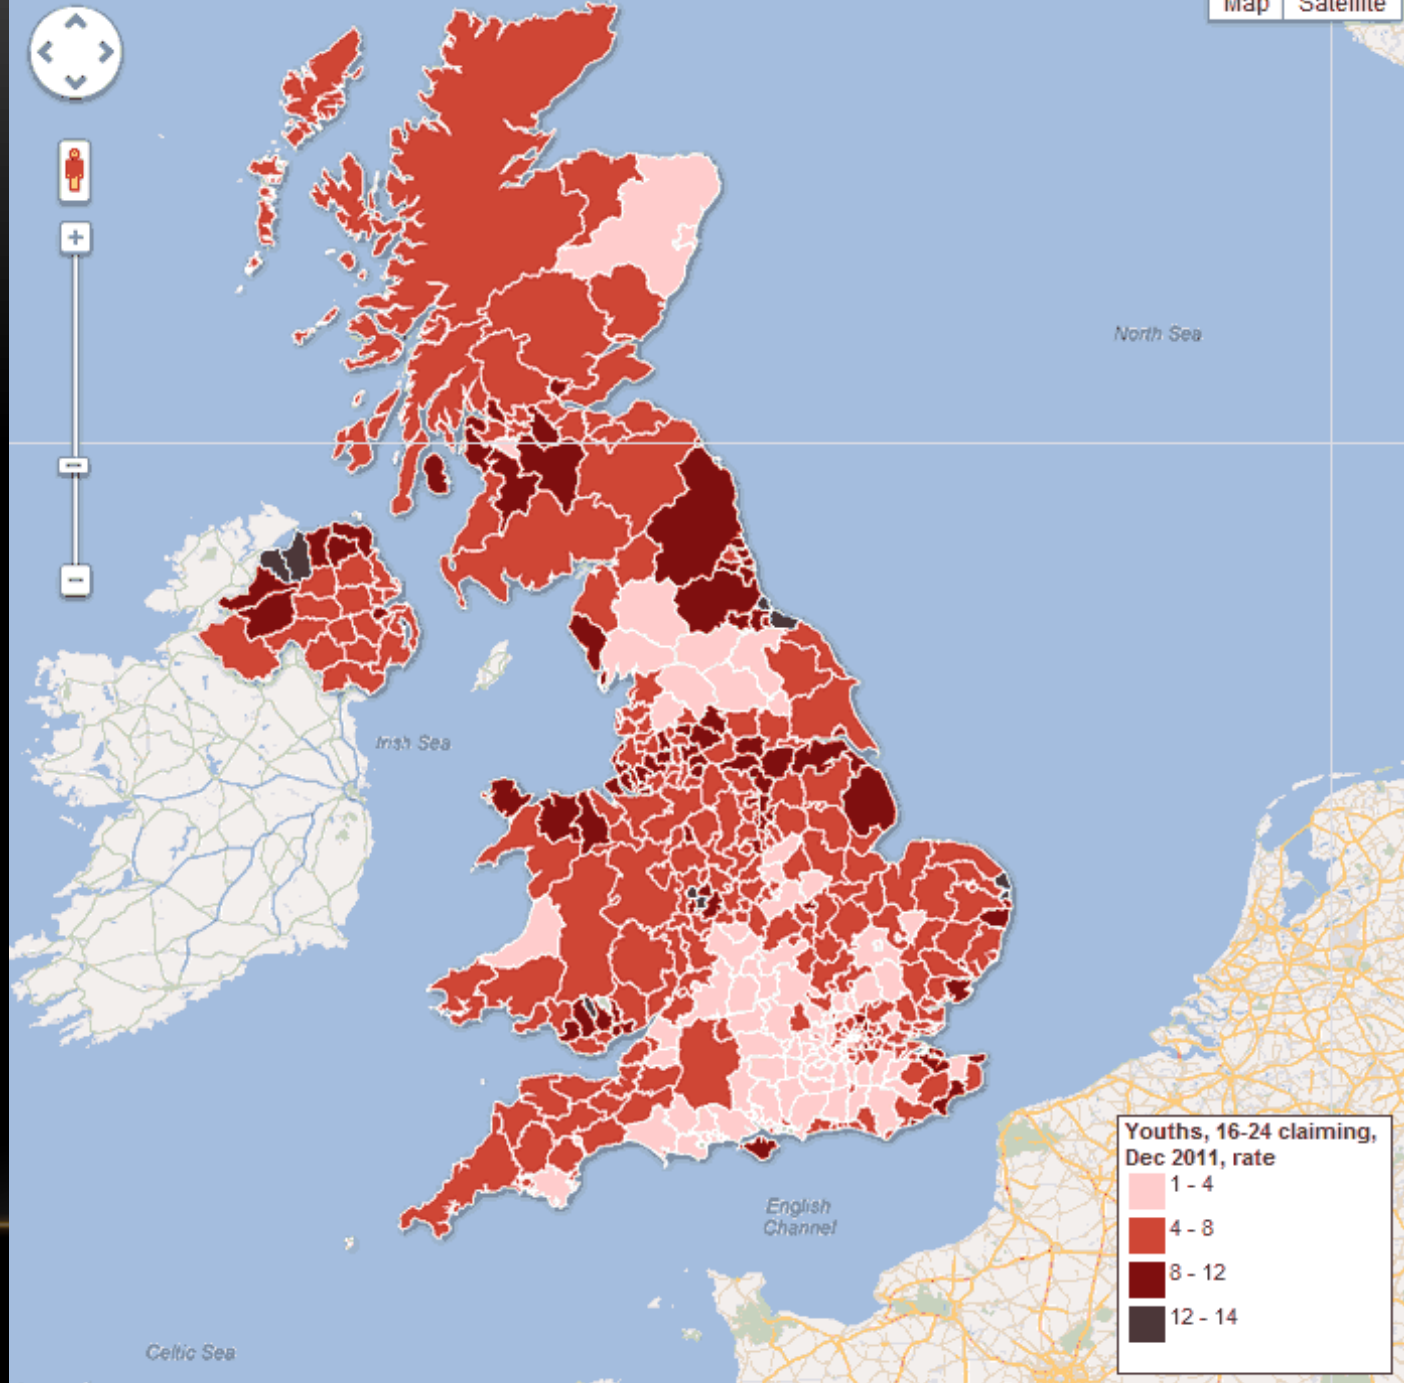 Map
Satellite
North Sea
Irish Sea
English
Channel
Celtic Sea
Youths, 16-24 claiming,
Dec 2011, rate
1 - 4
4 - 8
8 - 12
12 - 14